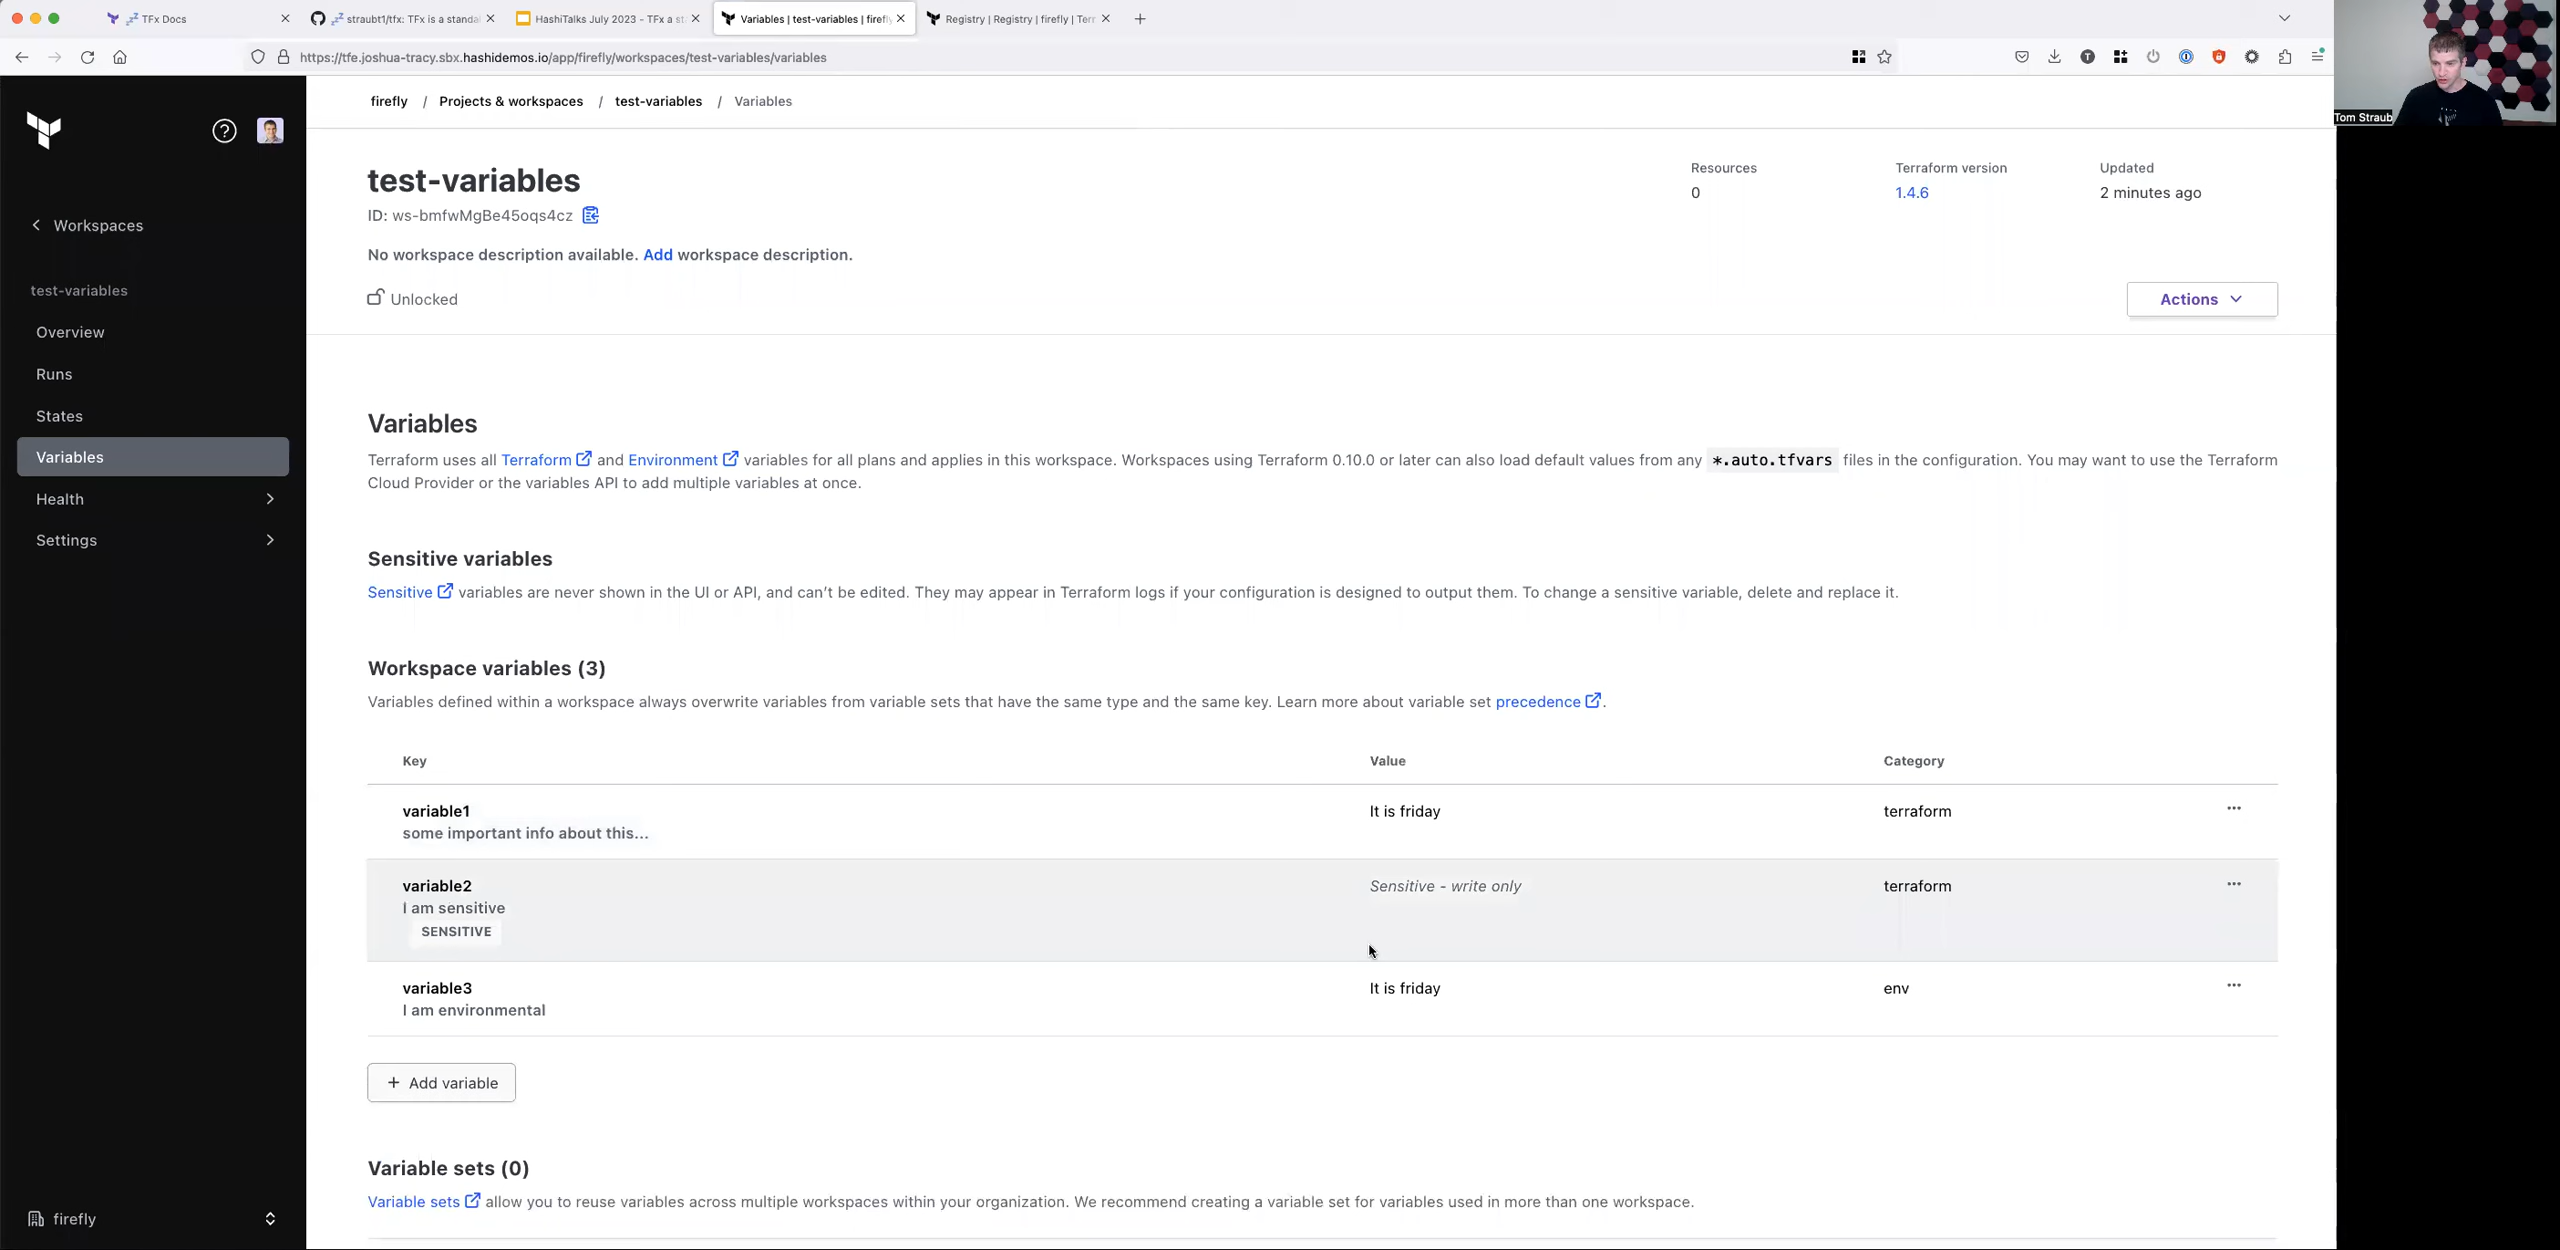 TFx Docs
straubt1/tfx: TFx is a standa
HashiTalks July 2023 - TFx a st
Variables | test-variables | firefly
Registry | Registry | firefly | Terr
https://tfe.joshua-tracy.sbx.hashidemos.io/app/firefly/workspaces/test-variables/variables
Tom Straub
firefly / Projects & workspaces / test-variables / Variables
test-variables
ID: ws-bmfwMgBe45oqs4cz
No workspace description available. Add workspace description.
Unlocked
Resources
0
Terraform version
1.4.6
Updated
2 minutes ago
Actions
Workspaces
test-variables
Overview
Runs
States
Variables
Health
Settings
firefly
Variables
Terraform uses all Terraform and Environment variables for all plans and applies in this workspace. Workspaces using Terraform 0.10.0 or later can also load default values from any *.auto.tfvars files in the configuration. You may want to use the Terraform
Cloud Provider or the variables API to add multiple variables at once.
Sensitive variables
Sensitive variables are never shown in the UI or API, and can't be edited. They may appear in Terraform logs if your configuration is designed to output them. To change a sensitive variable, delete and replace it.
Workspace variables (3)
Variables defined within a workspace always overwrite variables from variable sets that have the same type and the same key. Learn more about variable set precedence.
Key Value Category
variable1 It is friday terraform
some important info about this...
variable2 Sensitive - write only terraform
I am sensitive
SENSITIVE
variable3 It is friday env
I am environmental
+ Add variable
Variable sets (0)
Variable sets allow you to reuse variables across multiple workspaces within your organization. We recommend creating a variable set for variables used in more than one workspace.